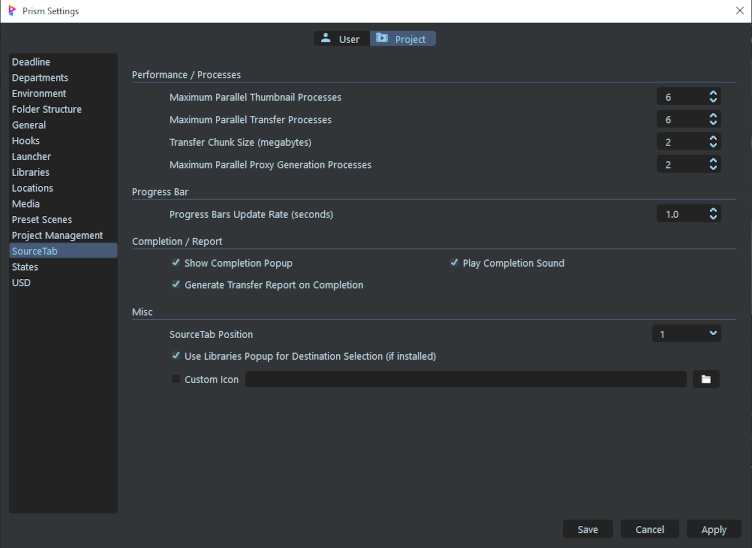 Prism Settings
User
Project
Deadline
Departments
Environment
Folder Structure
General
Hooks
Launcher
Libraries
Locations
Media
Preset Scenes
Project Management
SourceTab
States
USD
Performance / Processes
Maximum Parallel Thumbnail Processes 6
Maximum Parallel Transfer Processes 6
Transfer Chunk Size (megabytes) 2
Maximum Parallel Proxy Generation Processes 2
Progress Bar
Progress Bars Update Rate (seconds) 1.0
Completion / Report
Show Completion Popup Play Completion Sound
Generate Transfer Report on Completion
Misc
SourceTab Position 1
Use Libraries Popup for Destination Selection (if installed)
Custom Icon
Save Cancel Apply